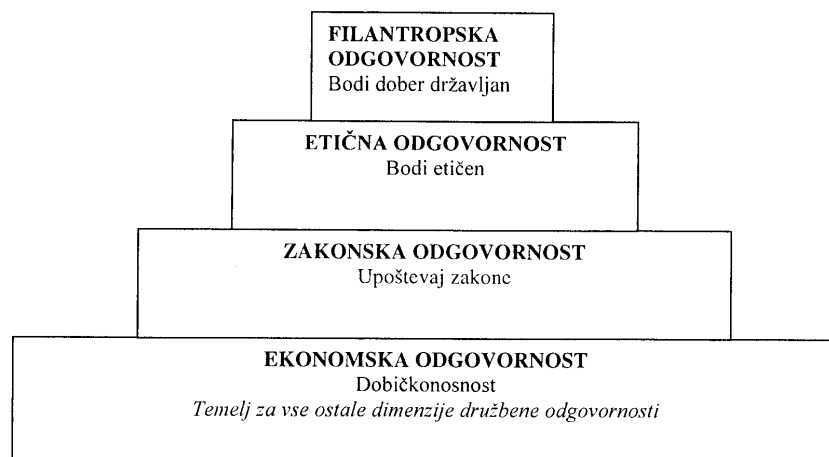 FILANTROPSKA
ODGOVORNOST
Bodi dober državljan
ETIČNA ODGOVORNOST
Bodi etičen
ZAKONSKA ODGOVORNOST
Upoštevaj zakone
EKONOMSKA ODGOVORNOST
Dobičkonosnost
Temelj za vse ostale dimenzije družbene odgovornosti